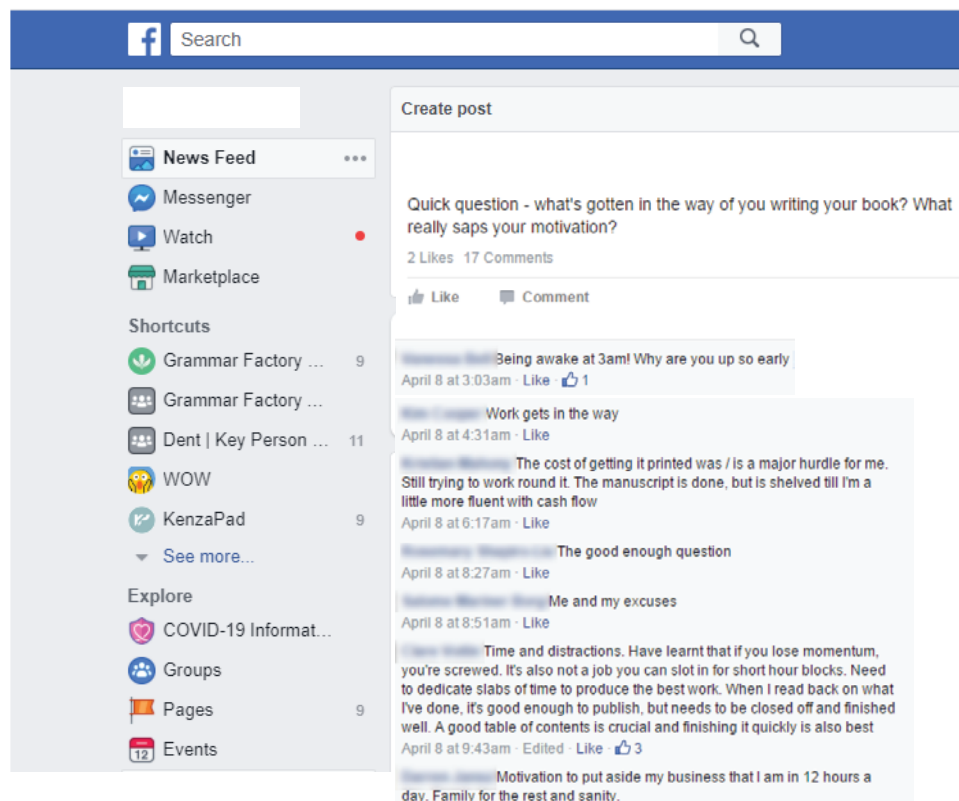 f
Search
Create post
News Feed
Messenger
Watch
Marketplace
Shortcuts
Grammar Factory ... 9
Grammar Factory ...
Dent | Key Person ... 11
WOW
KenzaPad 9
See more...
Explore
COVID-19 Informat...
Groups
Pages 9
Events
12
Quick question - what's gotten in the way of you writing your book? What
really saps your motivation?
2 Likes 17 Comments
Like Comment
Being awake at 3am! Why are you up so early
April 8 at 3:03am · Like · 1
Work gets in the way
April 8 at 4:31am · Like
The cost of getting it printed was / is a major hurdle for me.
Still trying to work round it. The manuscript is done, but is shelved till I'm a
little more fluent with cash flow
April 8 at 6:17am · Like
The good enough question
April 8 at 8:27am · Like
Me and my excuses
April 8 at 8:51am · Like
Time and distractions. Have learnt that if you lose momentum,
you're screwed. It's also not a job you can slot in for short hour blocks. Need
to dedicate slabs of time to produce the best work. When I read back on what
I've done, it's good enough to publish, but needs to be closed off and finished
well. A good table of contents is crucial and finishing it quickly is also best
April 8 at 9:43am · Edited · Like · 3
Motivation to put aside my business that I am in 12 hours a
day. Family for the rest and sanity.